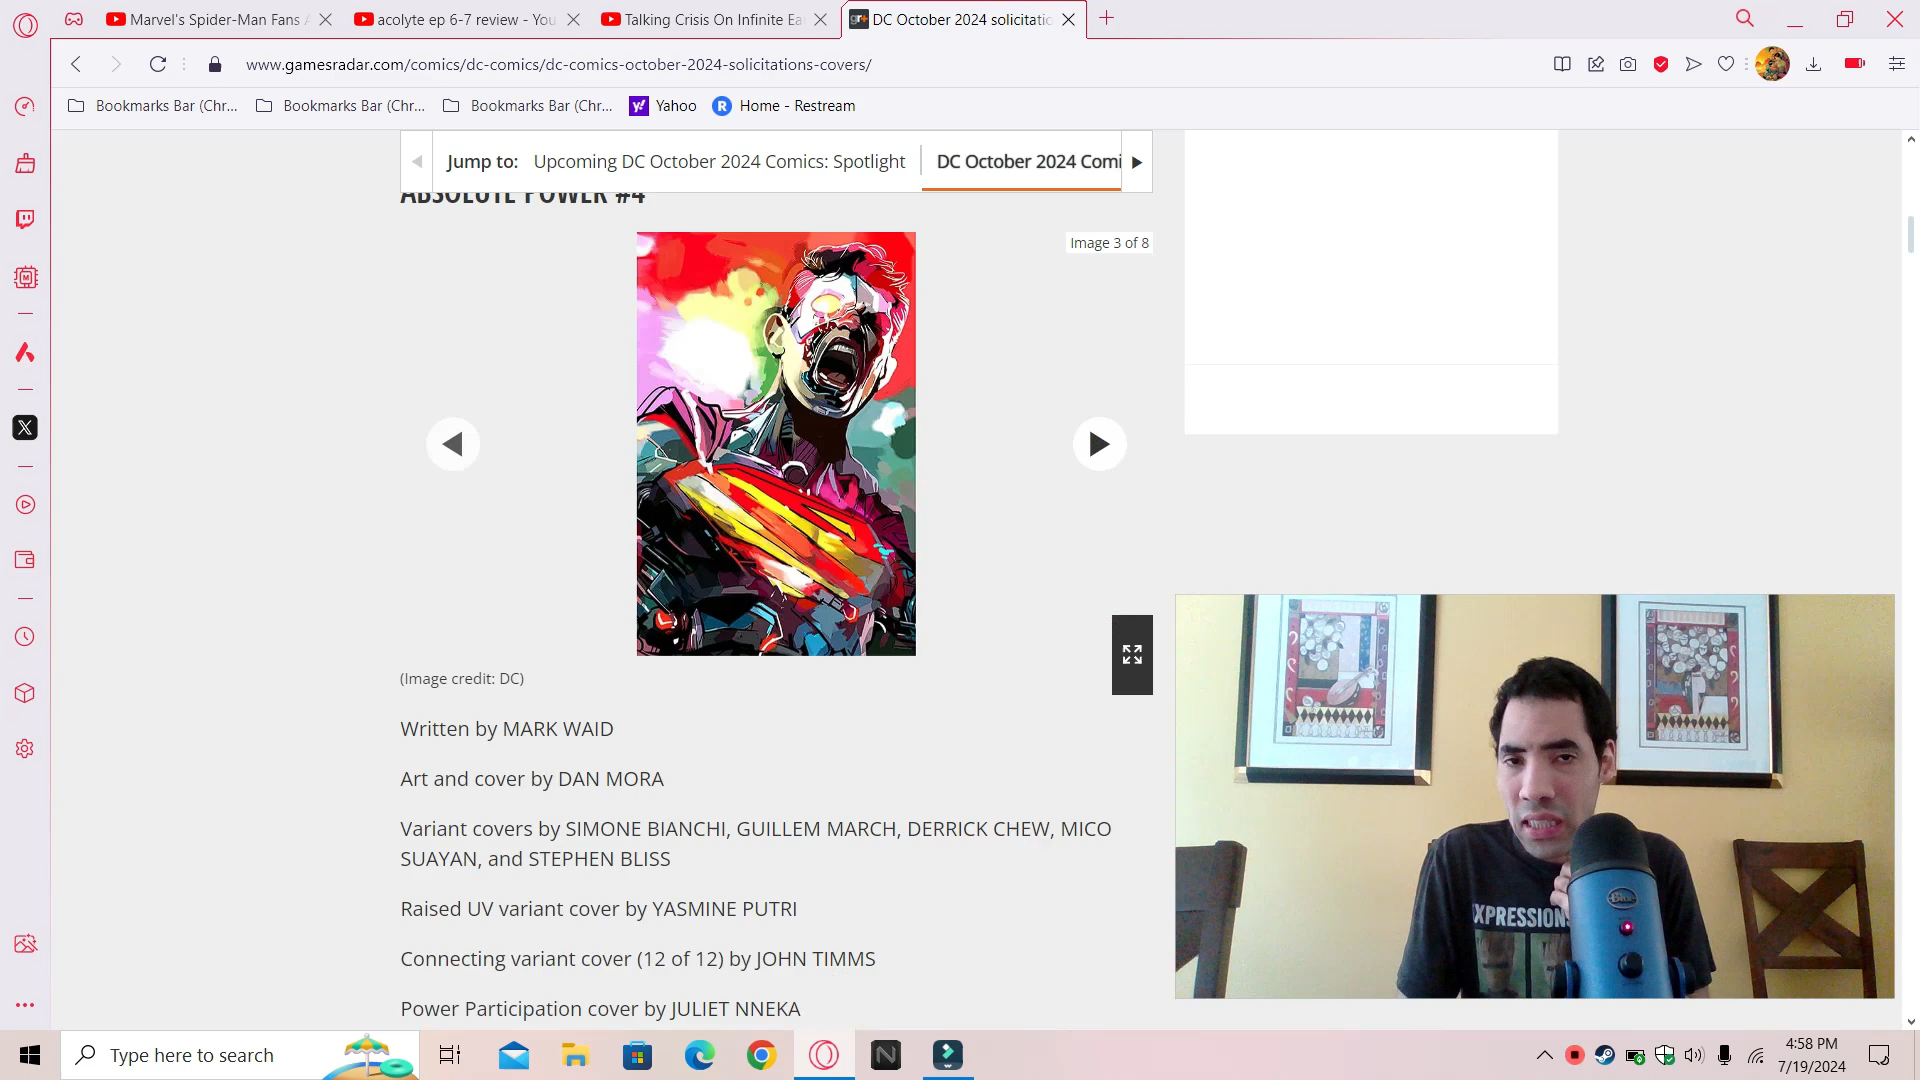 Marvel's Spider-Man Fans
acolyte ep 6-7 review - You
Talking Crisis On Infinite Ea
gr+ DC October 2024 solicitatio
www.gamesradar.com/comics/dc-comics/dc-comics-october-2024-solicitations-covers/
Bookmarks Bar (Chr...
Bookmarks Bar (Chr...
Bookmarks Bar (Chr...
Yahoo
R Home - Restream
Jump to: Upcoming DC October 2024 Comics: Spotlight
DC October 2024 Comi
ABSOLUTE POWER #4
Image 3 of 8
(Image credit: DC)
Written by MARK WAID
Art and cover by DAN MORA
Variant covers by SIMONE BIANCHI, GUILLEM MARCH, DERRICK CHEW, MICO
SUAYAN, and STEPHEN BLISS
Raised UV variant cover by YASMINE PUTRI
Connecting variant cover (12 of 12) by JOHN TIMMS
Power Participation cover by JULIET NNEKA
XPRESSION
Blue
Type here to search
4:58 PM
7/19/2024